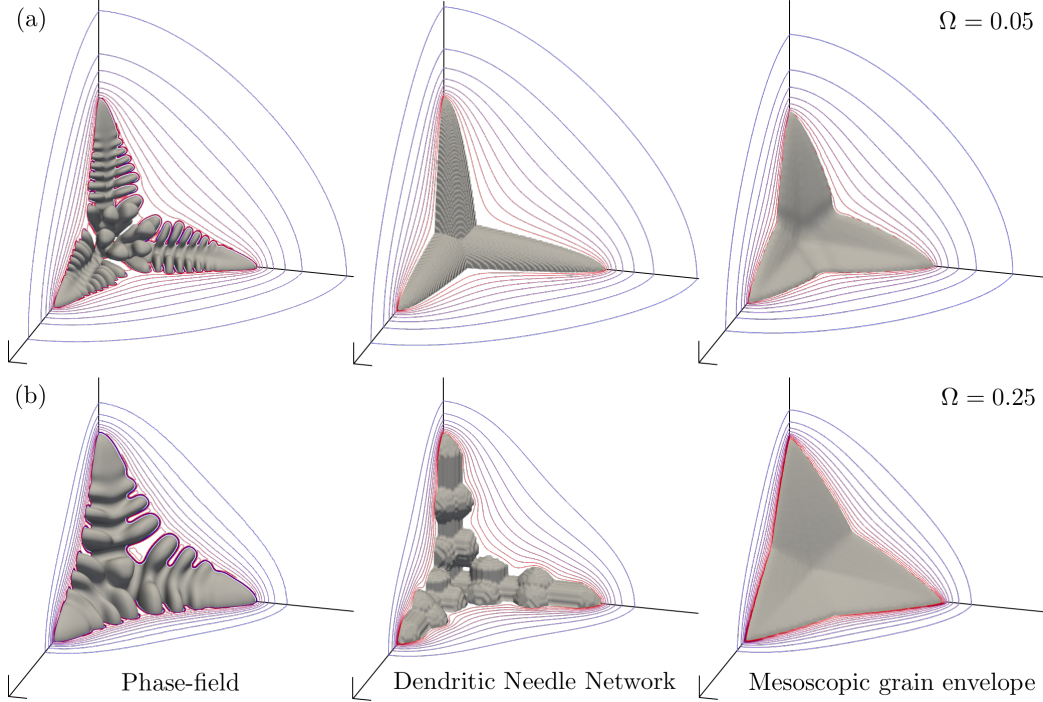 (a)
Ω = 0.05
(b)
Ω = 0.25
Phase-field
Dendritic Needle Network
Mesoscopic grain envelope